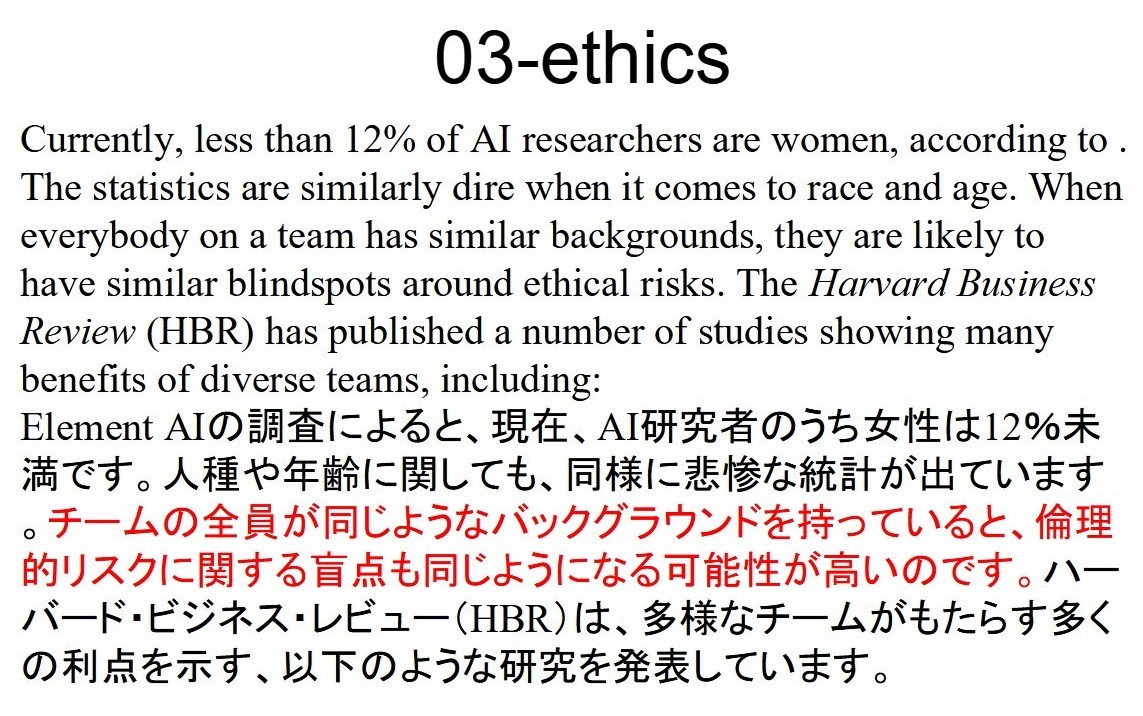 03-ethics
Currently, less than 12% of AI researchers are women, according to .
The statistics are similarly dire when it comes to race and age. When
everybody on a team has similar backgrounds, they are likely to
have similar blindspots around ethical risks. The Harvard Business
Review (HBR) has published a number of studies showing many
benefits of diverse teams, including:
Element AIの調査によると、現在、AI研究者のうち女性は12%未
満です。人種や年齢に関しても、同様に悲惨な統計が出ています
。チームの全員が同じようなバックグラウンドを持っていると、倫理
的リスクに関する盲点も同じようになる可能性が高いのです。ハー
バード・ビジネス・レビュー(HBR)は、多様なチームがもたらす多く
の利点を示す、以下のような研究を発表しています。